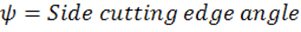 ψ = Side cutting edge angle